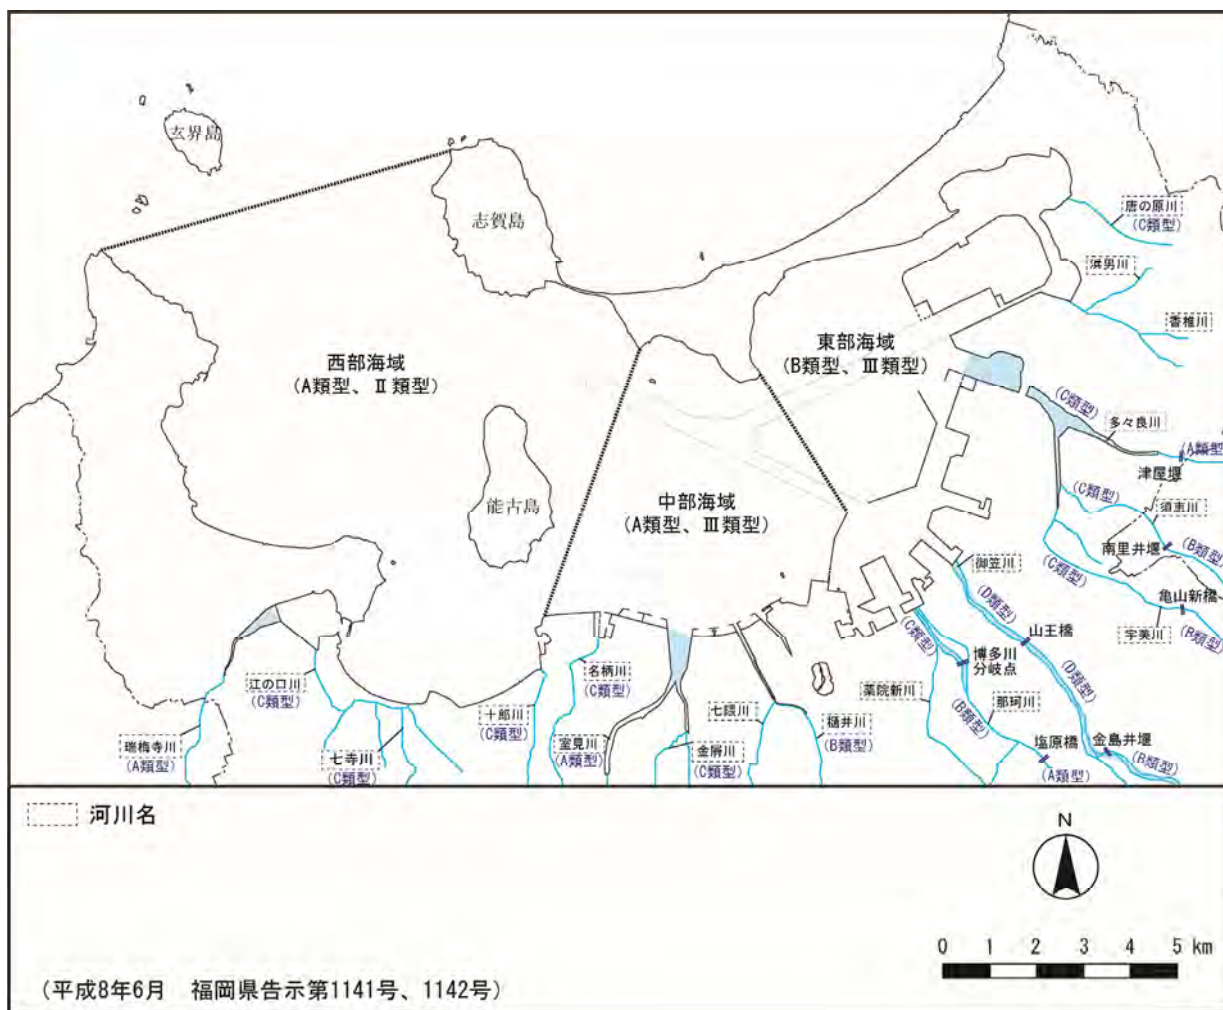 玄界島
志賀島
唐の原川
(C類型)
浜男川
香椎川
東部海域
(B類型、Ⅲ類型)
西部海域
(A類型、Ⅱ類型)
(C類型)
多々良川
(A類型)
津屋堰
能古島
中部海域
(A類型、Ⅲ類型)
(C類型)
須恵川
南里井堰
(B類型)
御笠川
(C類型)
亀山新橋
宇美川
(B類型)
(D類型)
山王橋
(C類型)
博多川
分岐点
(D類型)
名柄川
(C類型)
江の口川
(C類型)
薬院新川
那珂川
(B類型)
十郎川
(C類型)
七隈川
樋井川
(B類型)
瑞梅寺川
(A類型)
七寺川
(C類型)
室見川
(A類型)
金屑川
(C類型)
塩原橋
(A類型)
金島井堰
(B類型)
河川名
N
0 1 2 3 4 5 km
(平成8年6月 福岡県告示第1141号、1142号)